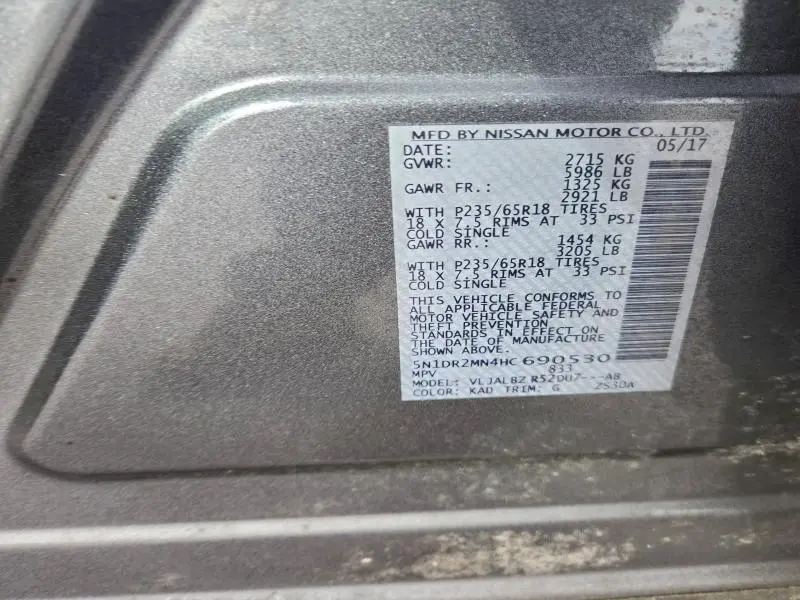 MFD BY NISSAN MOTOR CO., LTD.
DATE: 05/17
GVWR: 2715 KG
5986 LB
GAWR FR.: 1325 KG
2921 LB
WITH P235/65R18 TIRES
18 X 7.5 RIMS AT 33 PSI
COLD SINGLE
GAWR RR.: 1454 KG
3205 LB
WITH P235/65R18 TIRES
18 X 7.5 RIMS AT 33 PSI
COLD SINGLE
THIS VEHICLE CONFORMS TO
ALL APPLICABLE FEDERAL
MOTOR VEHICLE SAFETY AND
THEFT PREVENTION
STANDARDS IN EFFECT ON
THE DATE OF MANUFACTURE
SHOWN ABOVE.
5N1DR2MN4HC690530
MPV 833
MODEL: VLJALBZ R52DU7---AB
COLOR: KAD TRIM: G ZS30A